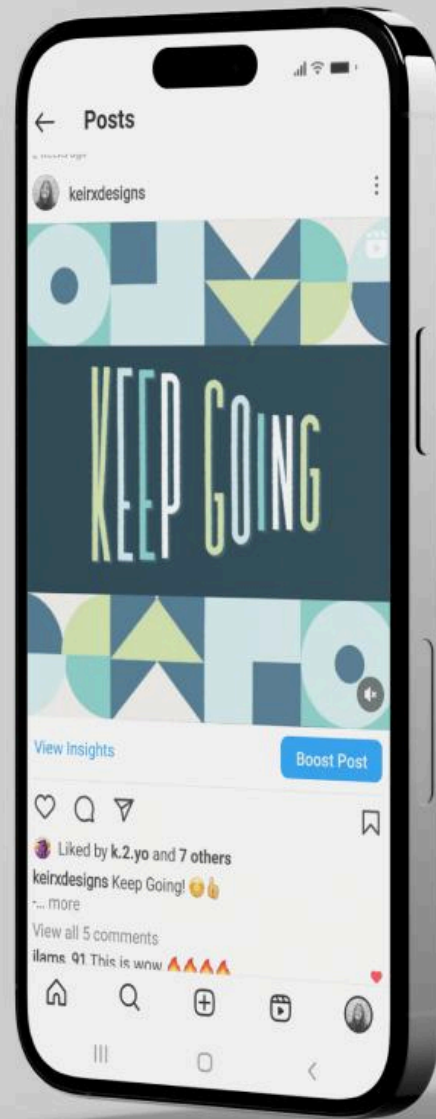 Posts
keirxdesigns
KEEP GOING
View Insights
Boost Post
Liked by k.2.yo and 7 others
keirxdesigns Keep Going! 😊👍
-... more
View all 5 comments
ilams_91 This is wow 🔥🔥🔥🔥